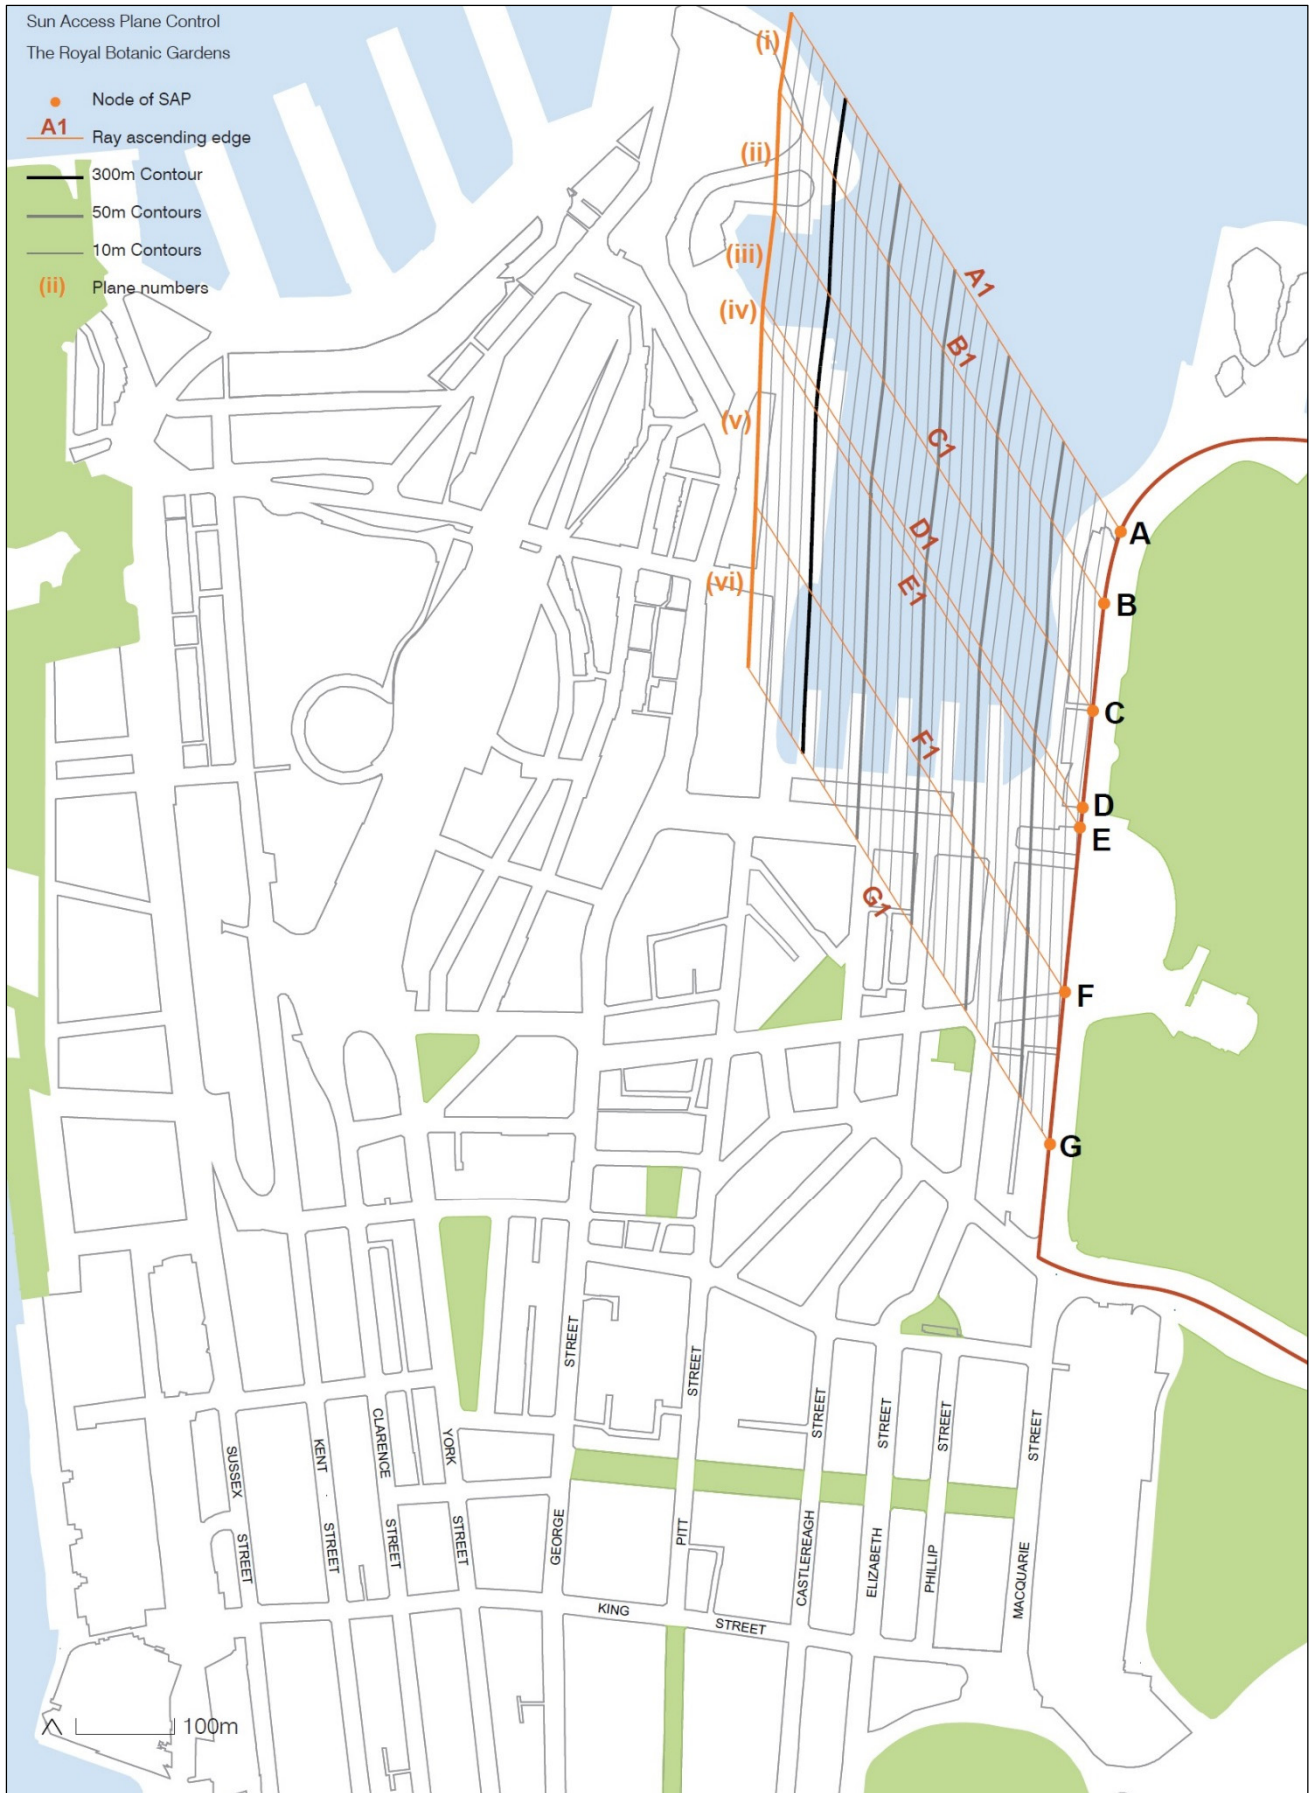 Sun Access Plane Control
The Royal Botanic Gardens
Node of SAP
A1 Ray ascending edge
300m Contour
50m Contours
10m Contours
(ii) Plane numbers
(i)
(ii)
(iii)
(iv)
(v)
(vi)
A1
B1
C1
D1
E1
F1
G1
A
B
C
D
E
F
G
SUSSEX
STREET
KENT
STREET
CLARENCE
STREET
YORK
STREET
STREET
GEORGE
STREET
PITT
STREET
CASTLEREAGH
STREET
ELIZABETH
STREET
PHILLIP
STREET
MACQUARIE
KING
STREET
100m